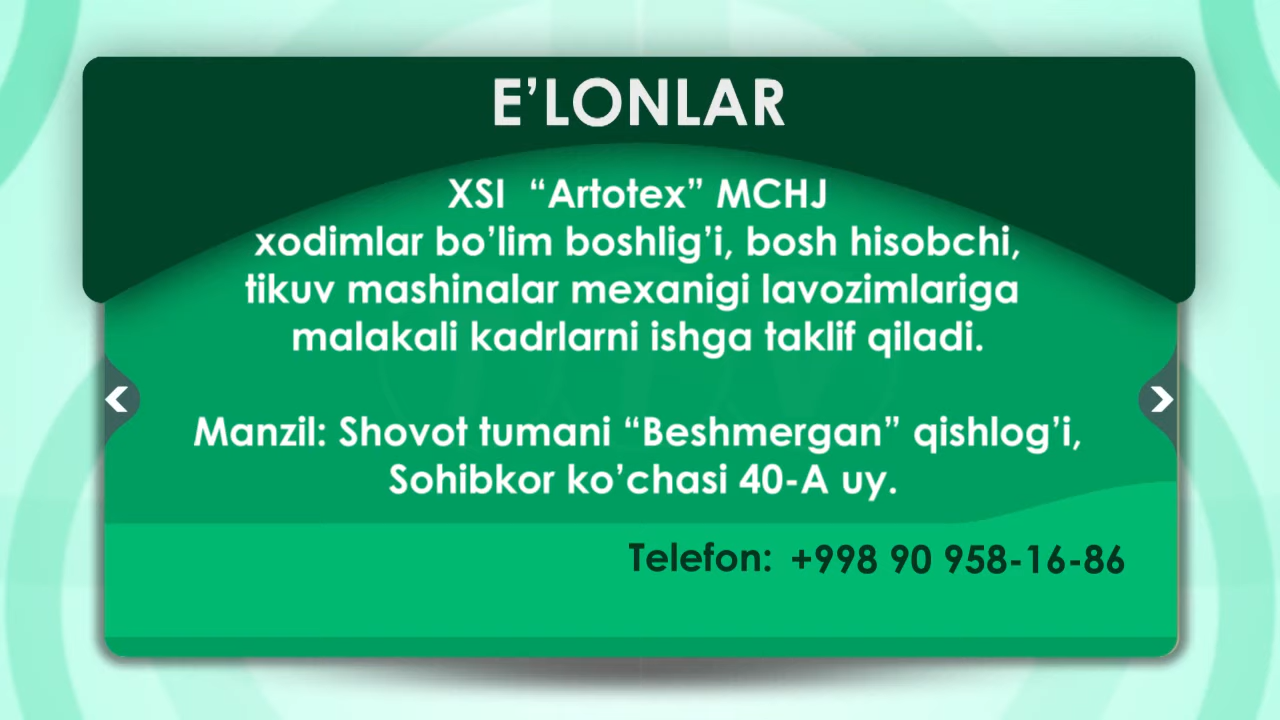 E’LONLAR
XSI “Artotex” MCHJ
xodimlar bo’lim boshlig’i, bosh hisobchi,
tikuv mashinalar mexanigi lavozimlariga
malakali kadrlarni ishga taklif qiladi.
Manzil: Shovot tumani “Beshmergan” qishlog’i,
Sohibkor ko’chasi 40-A uy.
Telefon: +998 90 958-16-86